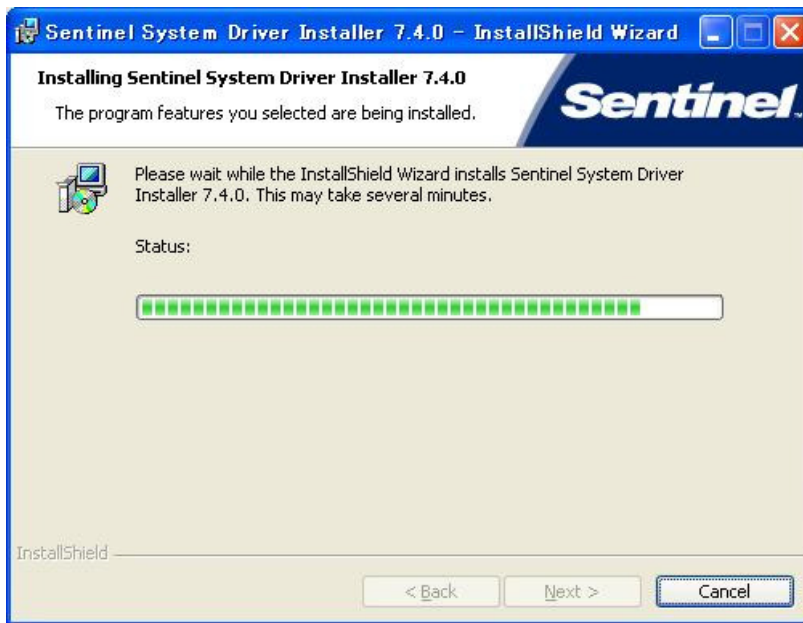 Sentinel System Driver Installer 7.4.0 - InstallShield Wizard
Installing Sentinel System Driver Installer 7.4.0
The program features you selected are being installed.
Sentinel
Please wait while the InstallShield Wizard installs Sentinel System Driver
Installer 7.4.0. This may take several minutes.
Status:
InstallShield
< Back
Next >
Cancel